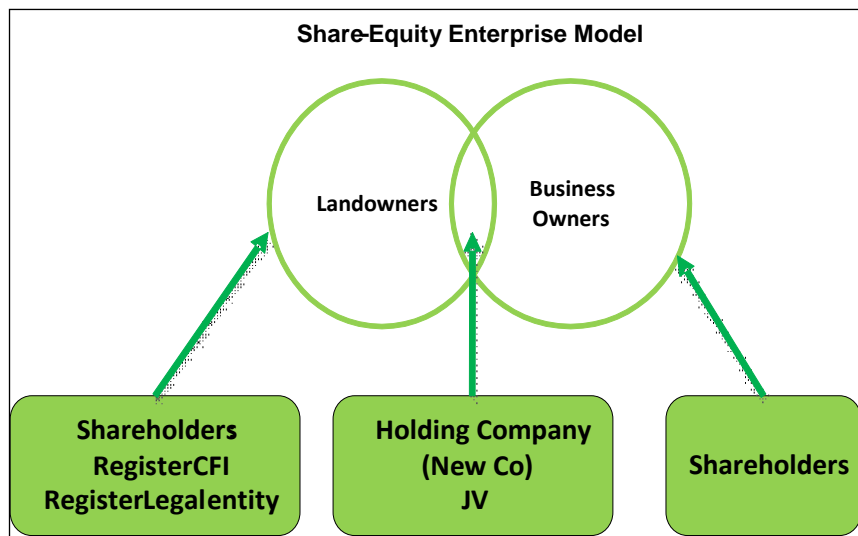 Share-Equity Enterprise Model
Landowners
Business
Owners
Shareholders
RegisterCFI
RegisterLegalentity
Holding Company
(New Co)
JV
Shareholders